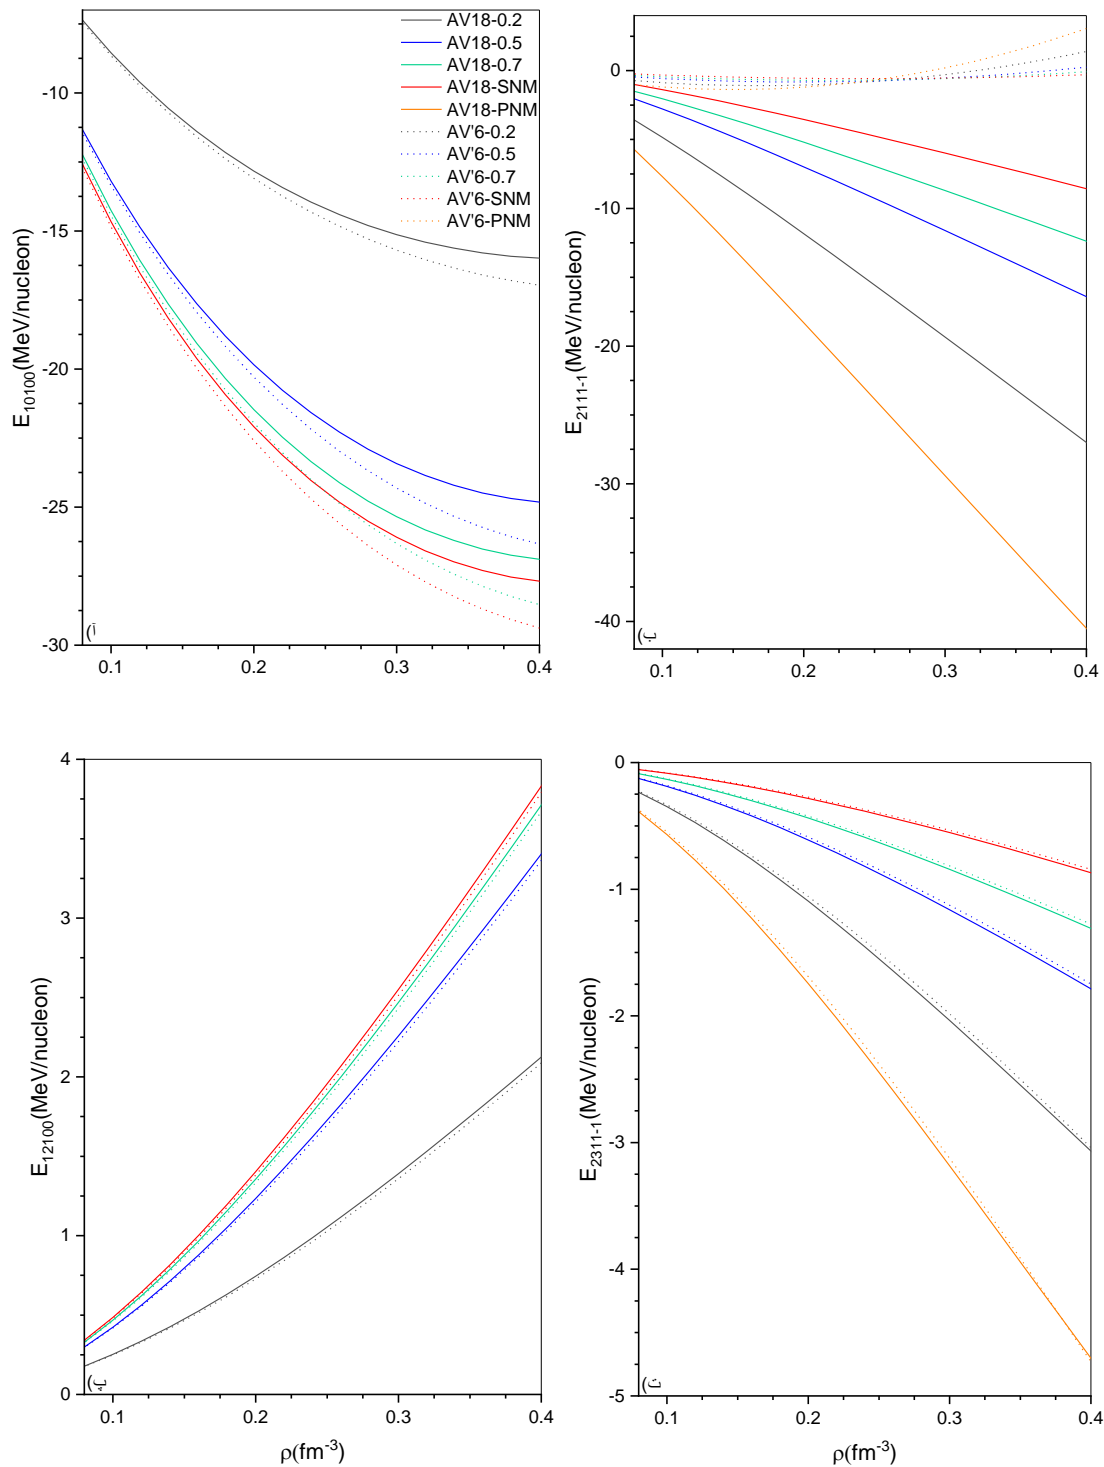 AV18-0.2
AV18-0.5
AV18-0.7
AV18-SNM
AV18-PNM
AV'6-0.2
AV'6-0.5
AV'6-0.7
AV'6-SNM
AV'6-PNM
E10100(MeV/nucleon)
-10
-15
-20
-25
-30
0.1
0.2
0.3
0.4
E2111-1(MeV/nucleon)
0
-10
-20
-30
-40
0.1
0.2
0.3
0.4
E12100(MeV/nucleon)
4
3
2
1
0
0.1
0.2
0.3
0.4
ρ(fm-3)
E2311-1(MeV/nucleon)
0
-1
-2
-3
-4
-5
0.1
0.2
0.3
0.4
ρ(fm-3)